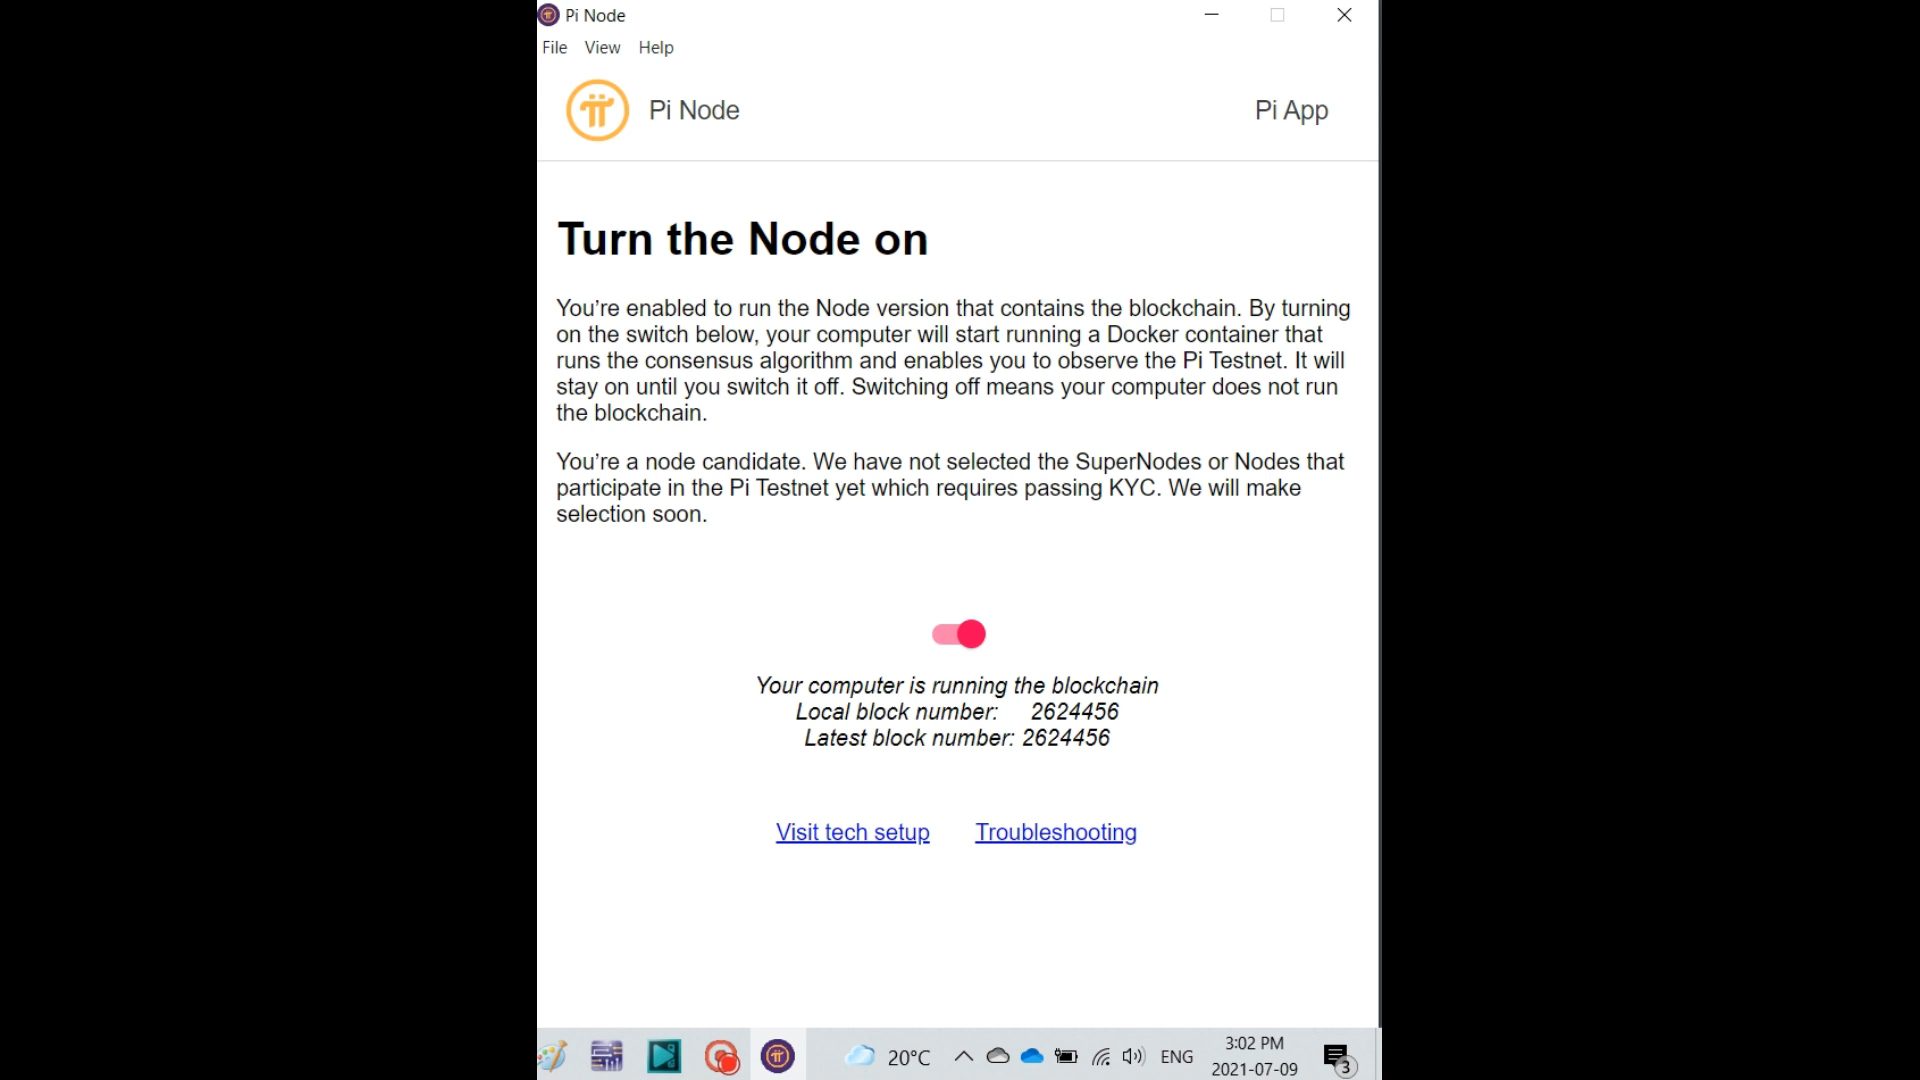 Pi Node
File View Help
Pi Node
Pi App
Turn the Node on
You’re enabled to run the Node version that contains the blockchain. By turning
on the switch below, your computer will start running a Docker container that
runs the consensus algorithm and enables you to observe the Pi Testnet. It will
stay on until you switch it off. Switching off means your computer does not run
the blockchain.
You’re a node candidate. We have not selected the SuperNodes or Nodes that
participate in the Pi Testnet yet which requires passing KYC. We will make
selection soon.
Your computer is running the blockchain
Local block number: 2624456
Latest block number: 2624456
Visit tech setup Troubleshooting
20°C
ENG
3:02 PM
2021-07-09
3